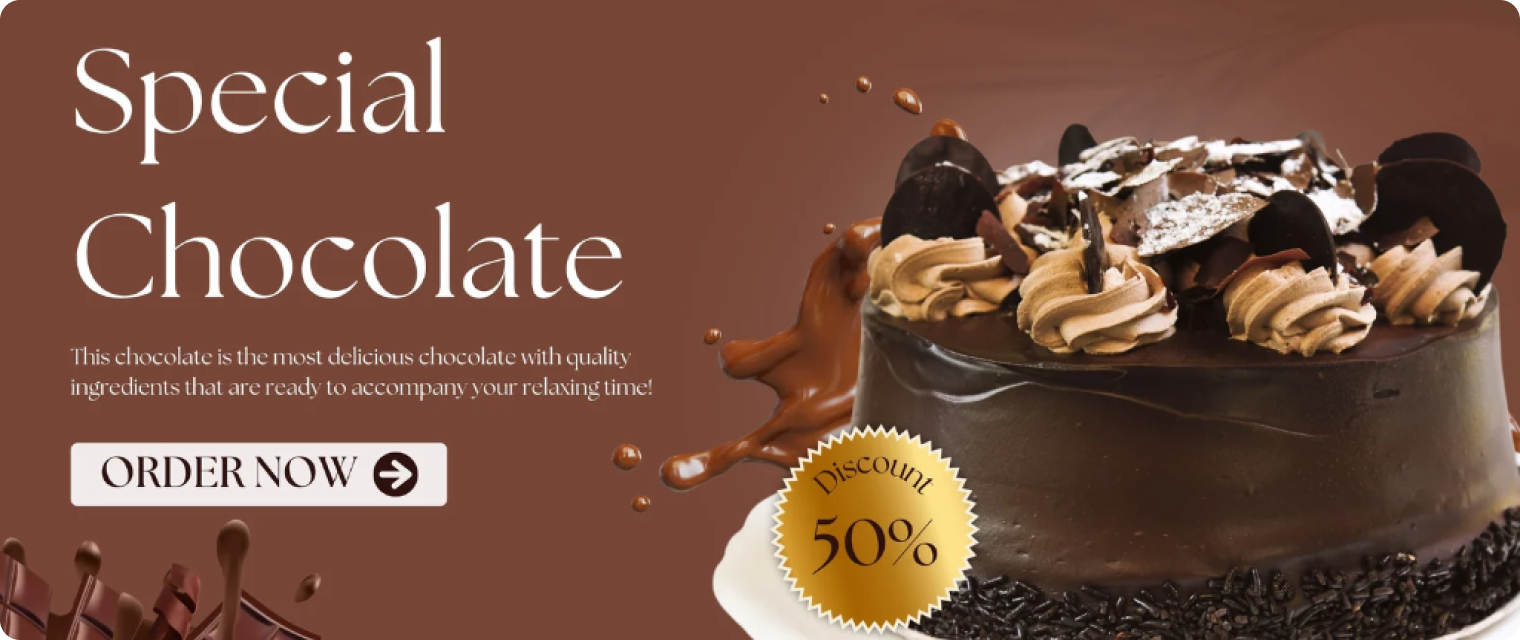 Special
Chocolate
This chocolate is the most delicious chocolate with quality
ingredients that are ready to accompany your relaxing time!
ORDER NOW
Discount
50%